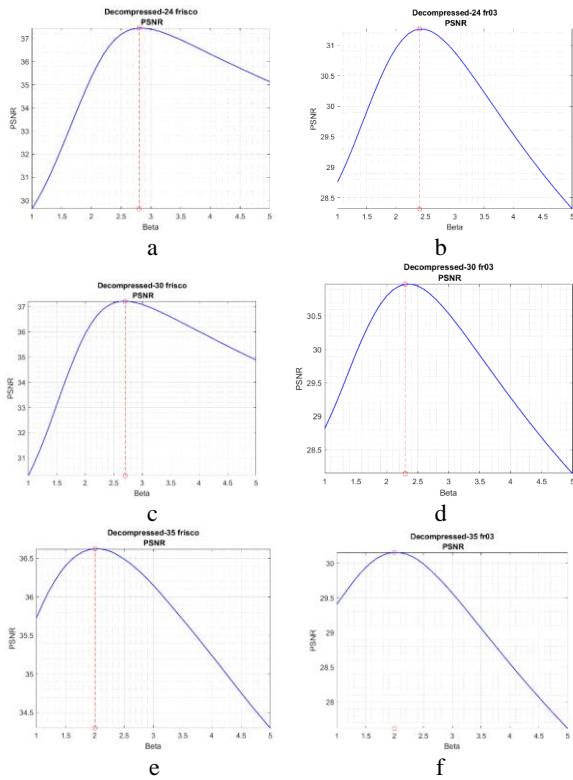 Decompressed-24 frisco
PSNR
37
36
35
34
33
32
31
30
PSNR
1 1.5 2 2.5 3 3.5 4 4.5 5
Beta
a
Decompressed-24 fr03
PSNR
31
30.5
30
29.5
29
28.5
PSNR
1 1.5 2 2.5 3 3.5 4 4.5 5
Beta
b
Decompressed-30 frisco
PSNR
37
36
35
34
33
32
31
PSNR
1 1.5 2 2.5 3 3.5 4 4.5 5
Beta
c
Decompressed-30 fr03
PSNR
30.5
30
29.5
29
28.5
PSNR
1 1.5 2 2.5 3 3.5 4 4.5 5
Beta
d
Decompressed-35 frisco
PSNR
36.5
36
35.5
35
34.5
PSNR
1 1.5 2 2.5 3 3.5 4 4.5 5
Beta
e
Decompressed-35 fr03
PSNR
30
29.5
29
28.5
28
PSNR
1 1.5 2 2.5 3 3.5 4 4.5 5
Beta
f